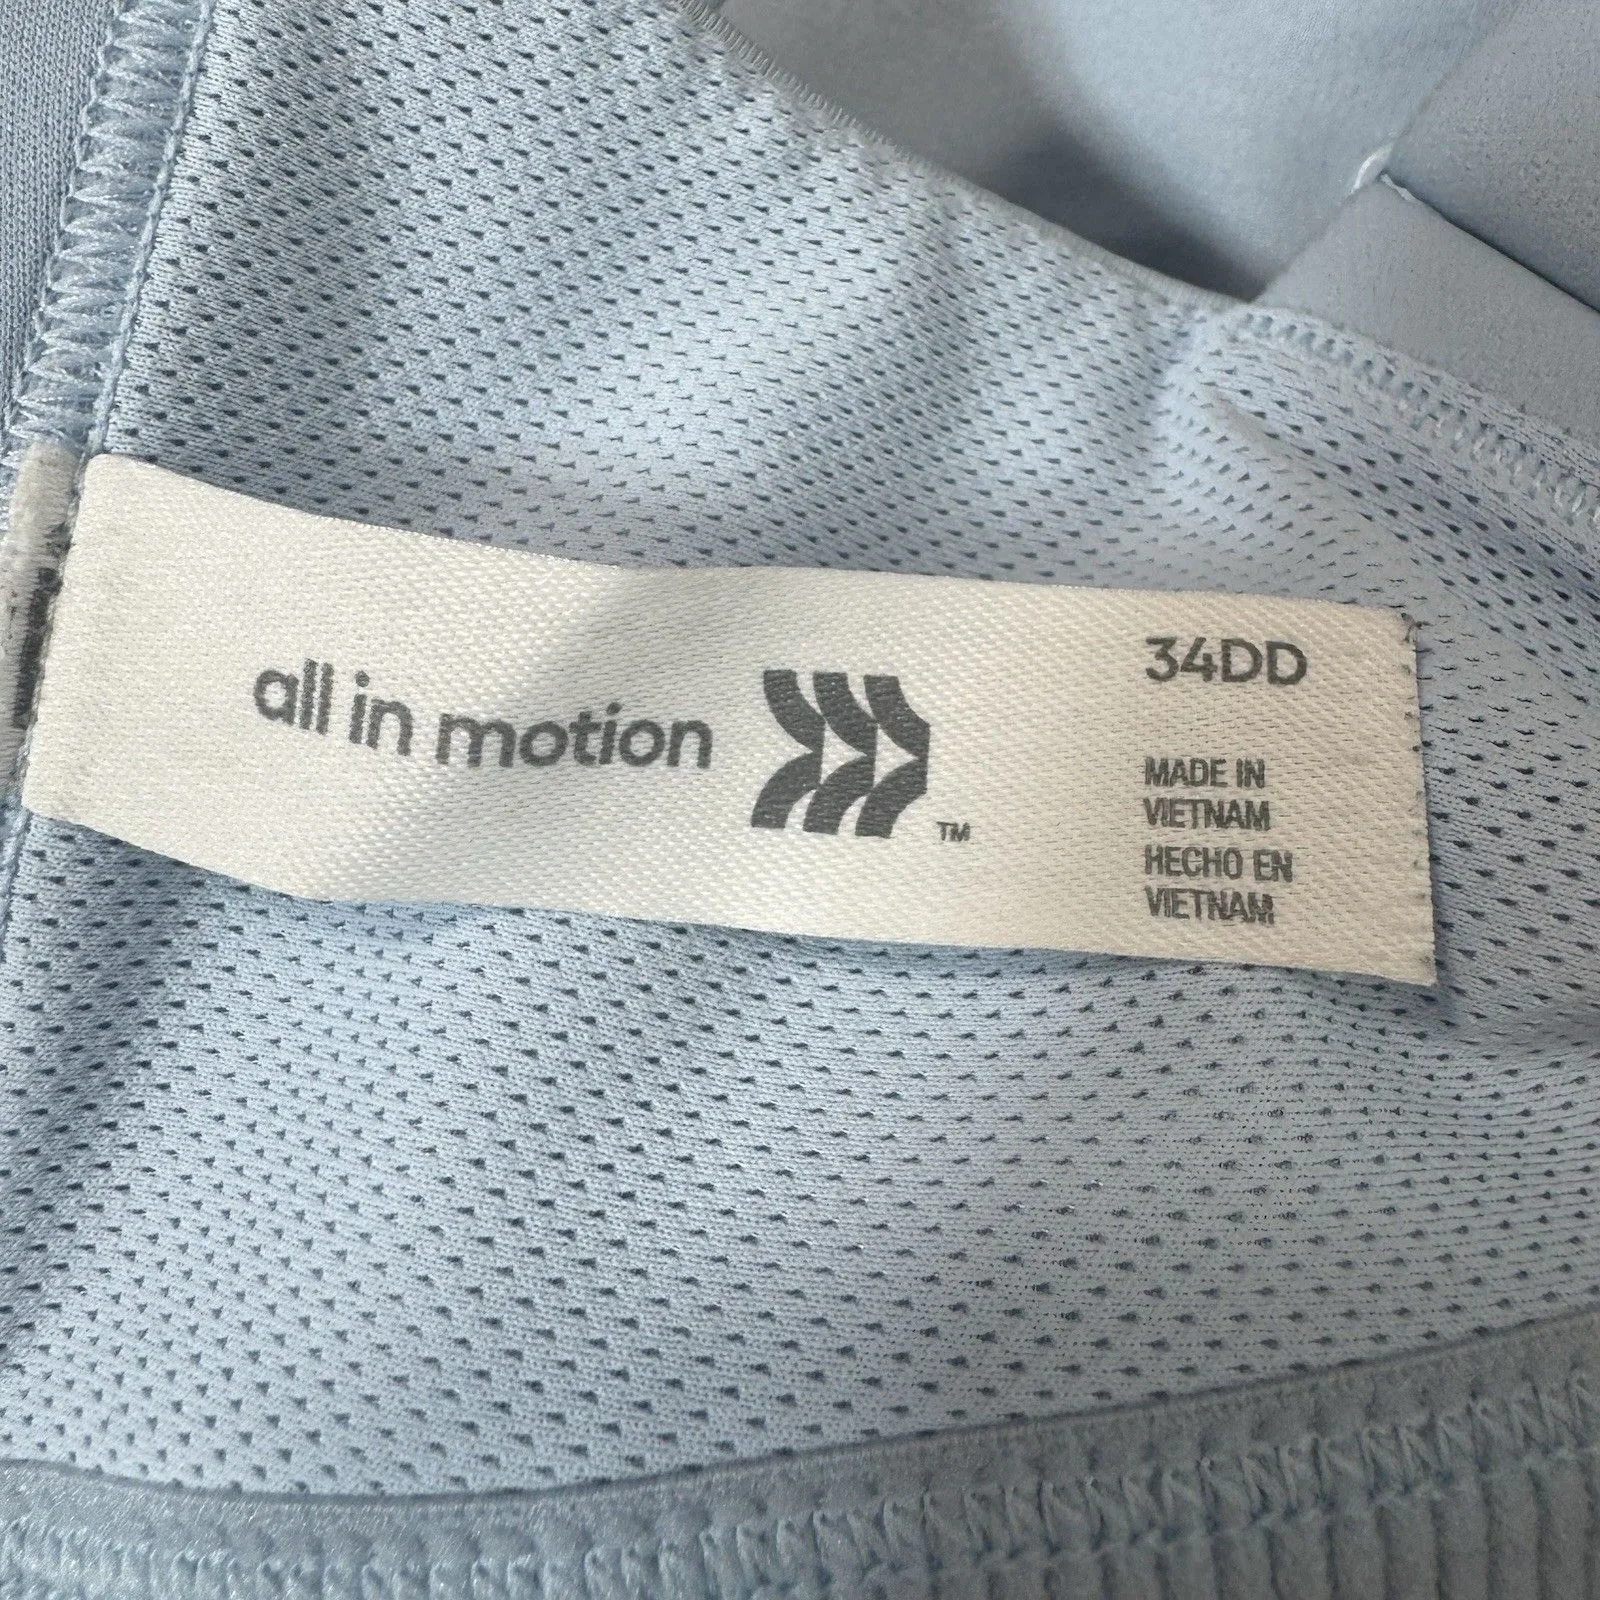 all in motion
TM
34DD
MADE IN
VIETNAM
HECHO EN
VIETNAM